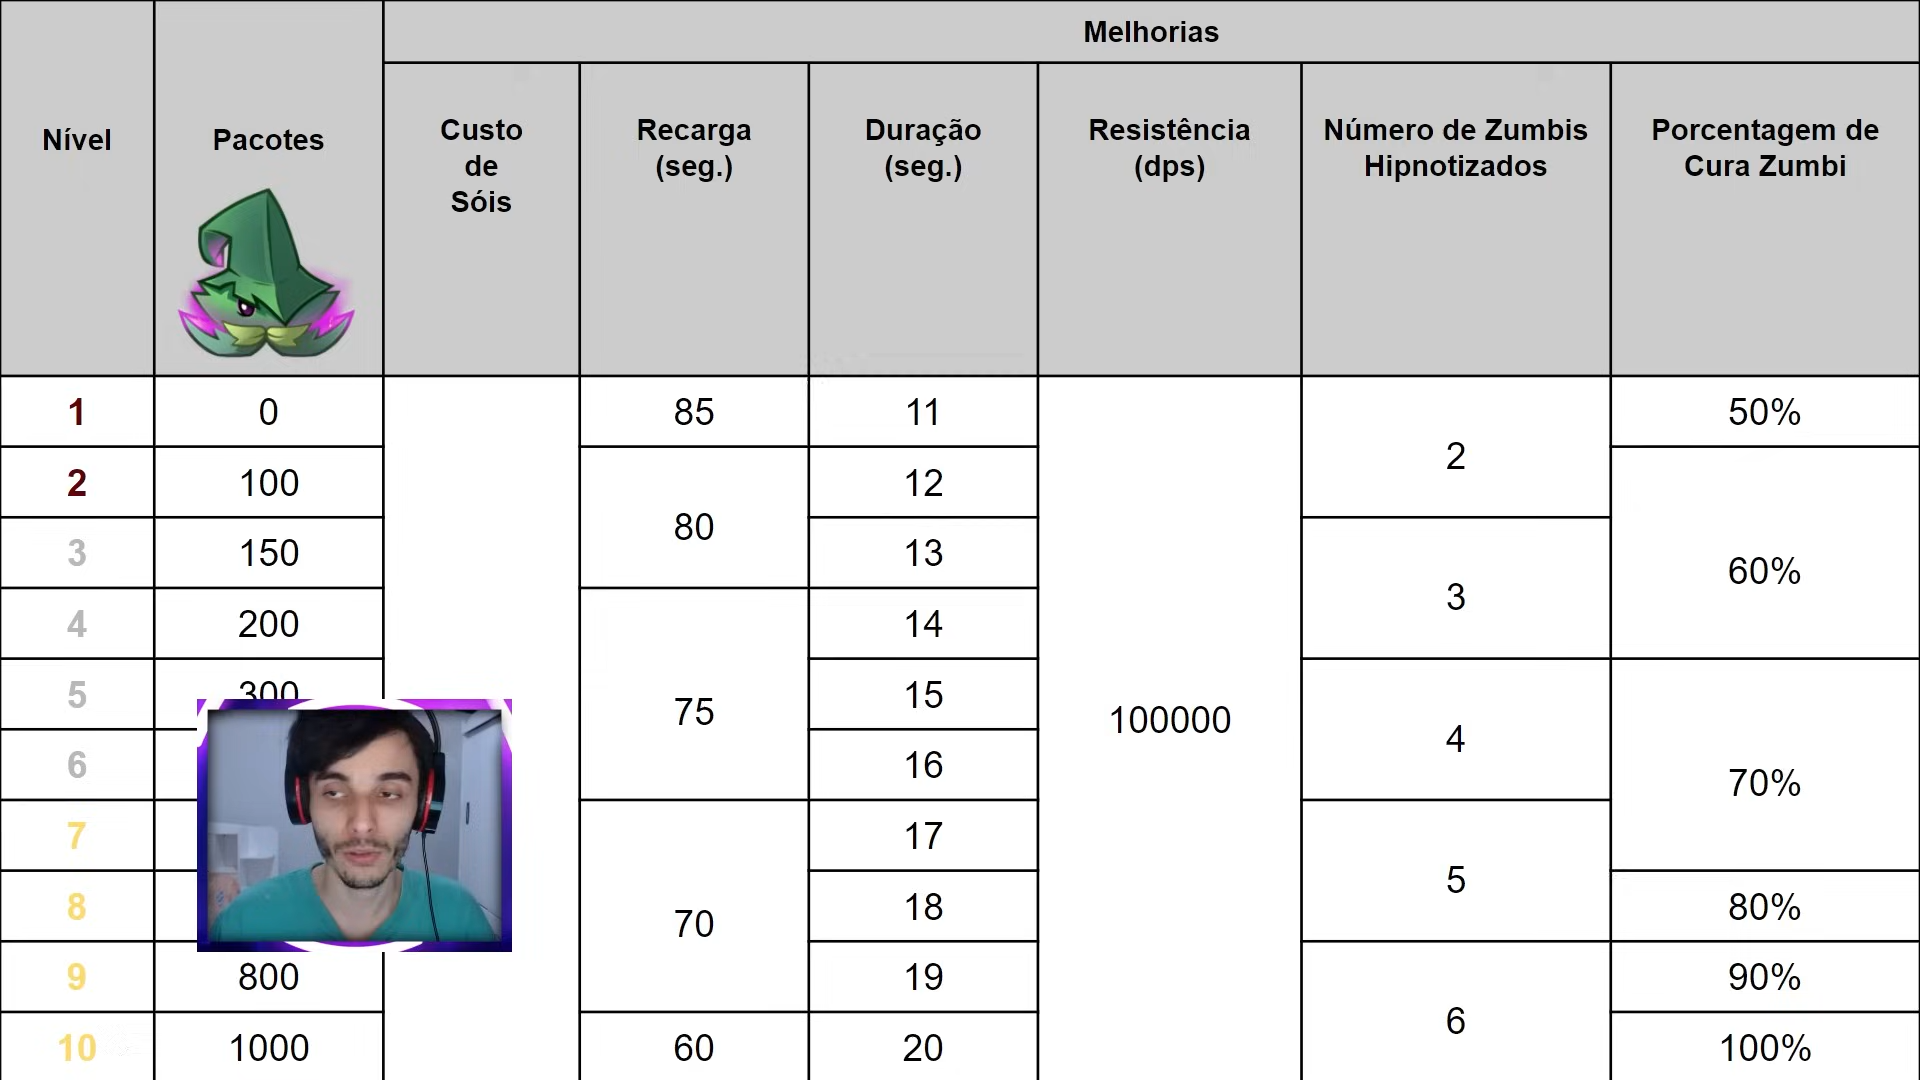 Melhorias
Nível
Pacotes
Custo
de
Sóis
Recarga
(seg.)
Duração
(seg.)
Resistência
(dps)
Número de Zumbis
Hipnotizados
Porcentagem de
Cura Zumbi
1 0 85 11 50%
2
2 100 12
80
3 150 13
60%
3
4 200 14
5 300 15
75
100000
4
6 16
70%
7 17
5
8 18 80%
70
9 800 19 90%
6
10 1000 60 20 100%